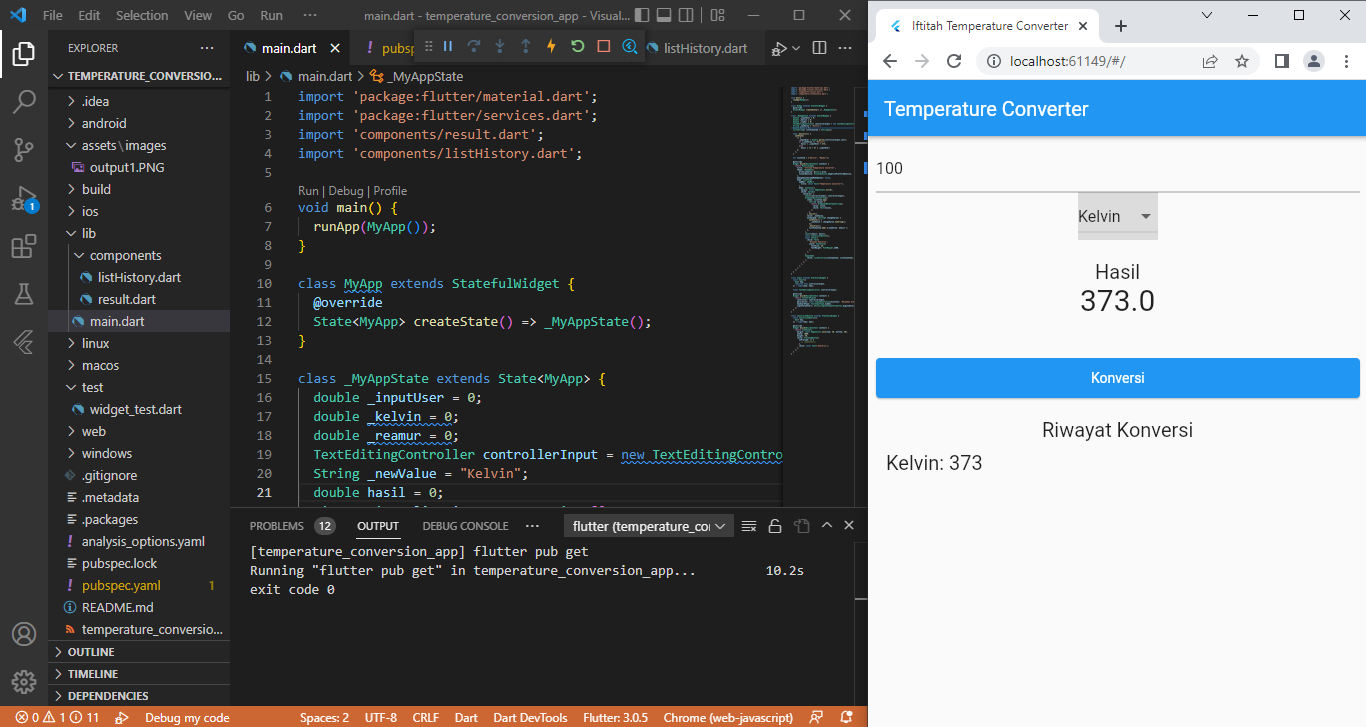 File Edit Selection View Go Run ··· main.dart - temperature_conversion_app - Visual...
EXPLORER
TEMPERATURE_CONVERSIO...
.idea
android
assets\images
output1.PNG
build
ios
lib
components
listHistory.dart
result.dart
main.dart
linux
macos
test
widget_test.dart
web
windows
.gitignore
.metadata
.packages
analysis_options.yaml
pubspec.lock
pubspec.yaml 1
README.md
temperature_conversio...
OUTLINE
TIMELINE
DEPENDENCIES
1
main.dart ! pubsp listHistory.dart
lib > main.dart > _MyAppState
1 import 'package:flutter/material.dart';
2 import 'package:flutter/services.dart';
3 import 'components/result.dart';
4 import 'components/listHistory.dart';
5
Run | Debug | Profile
6 void main() {
7 runApp(MyApp());
8 }
9
10 class MyApp extends StatefulWidget {
11 @override
12 State<MyApp> createState() => _MyAppState();
13 }
14
15 class _MyAppState extends State<MyApp> {
16 double _inputUser = 0;
17 double _kelvin = 0;
18 double _reamur = 0;
19 TextEditingController controllerInput = new TextEditingContro
20 String _newValue = "Kelvin";
21 double hasil = 0;
PROBLEMS 12 OUTPUT DEBUG CONSOLE ··· flutter (temperature_co
[temperature_conversion_app] flutter pub get
Running "flutter pub get" in temperature_conversion_app... 10.2s
exit code 0
0 1 11 Debug my code Spaces: 2 UTF-8 CRLF Dart Dart DevTools Flutter: 3.0.5 Chrome (web-javascript)
Iftitah Temperature Converter
localhost:61149/#/
Temperature Converter
100
Kelvin
Hasil
373.0
Konversi
Riwayat Konversi
Kelvin: 373